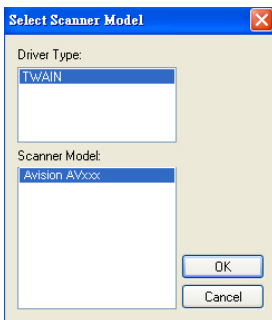 Select Scanner Model
Driver Type:
TWAIN
Scanner Model:
Avision AVxxx
OK
Cancel